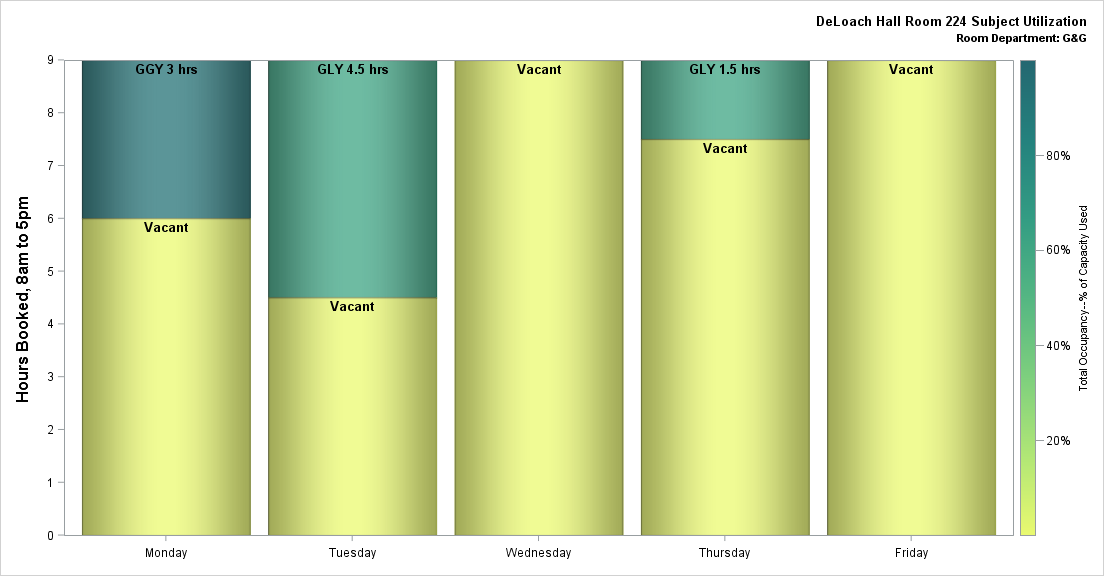 DeLoach Hall Room 224 Subject Utilization
Room Department: G&G
Hours Booked, 8am to 5pm
9
8
7
6
5
4
3
2
1
0
GGY 3 hrs
Vacant
GLY 4.5 hrs
Vacant
Vacant
GLY 1.5 hrs
Vacant
Vacant
Monday
Tuesday
Wednesday
Thursday
Friday
80%
60%
40%
20%
Total Occupancy--% of Capacity Used